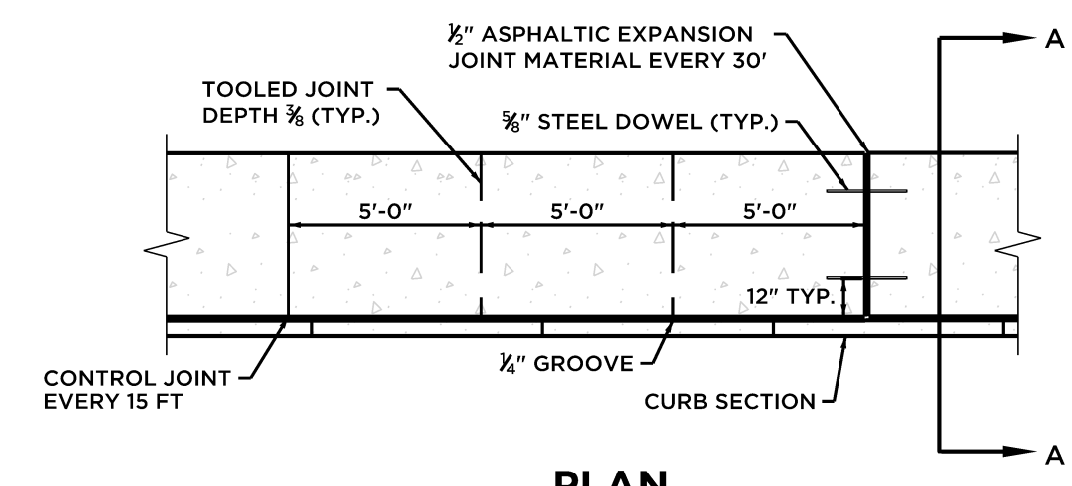 ½" ASPHALTIC EXPANSION
JOINT MATERIAL EVERY 30'
A
TOOLED JOINT
DEPTH ⅜ (TYP.)
⅝" STEEL DOWEL (TYP.)
5'-0"
5'-0"
5'-0"
12" TYP.
¼" GROOVE
CONTROL JOINT
EVERY 15 FT
CURB SECTION
A
PLAN